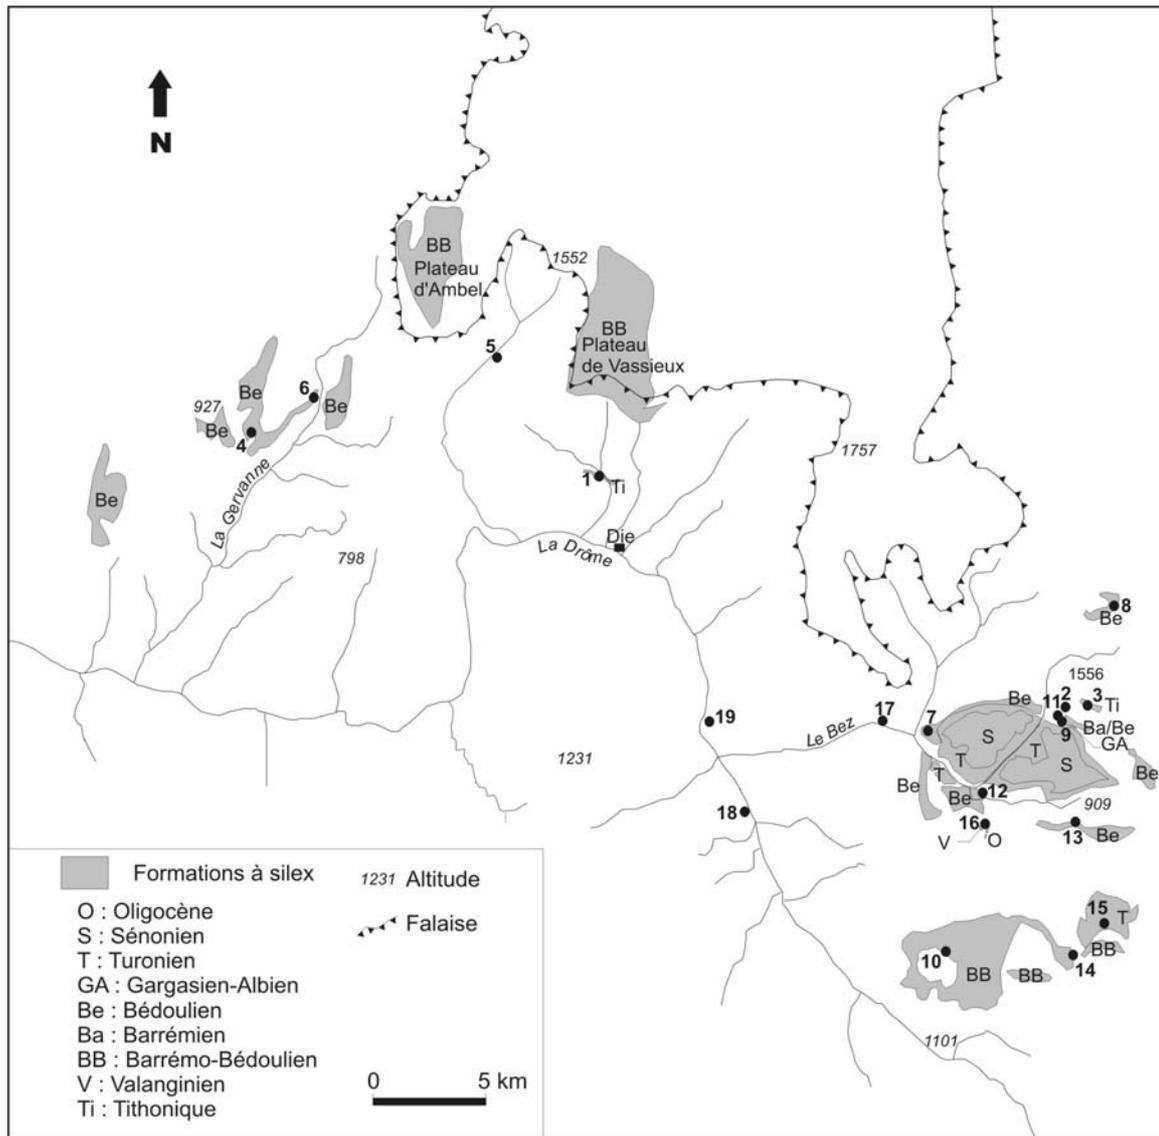 N
BB
Plateau
d'Ambel
1552
BB
Plateau
de Vassieux
5
6
Be
Be
927
Be
4
1757
Be
La Gervanne
1
Ti
Die
La Drôme
798
8
Be
1556
2
3
Ti
11
Be
Ba/Be
9
GA
19
17
7
Le Bez
S
T
T
S
T
Be
Be
Be
12
1231
909
18
16
V
O
13
Be
15
T
BB
10
BB
BB
14
1101
Formations à silex
1231 Altitude
Falaise
O : Oligocène
S : Sénonien
T : Turonien
GA : Gargasien-Albien
Be : Bédoulien
Ba : Barrémien
BB : Barrémo-Bédoulien
V : Valanginien
Ti : Tithonique
0 5 km